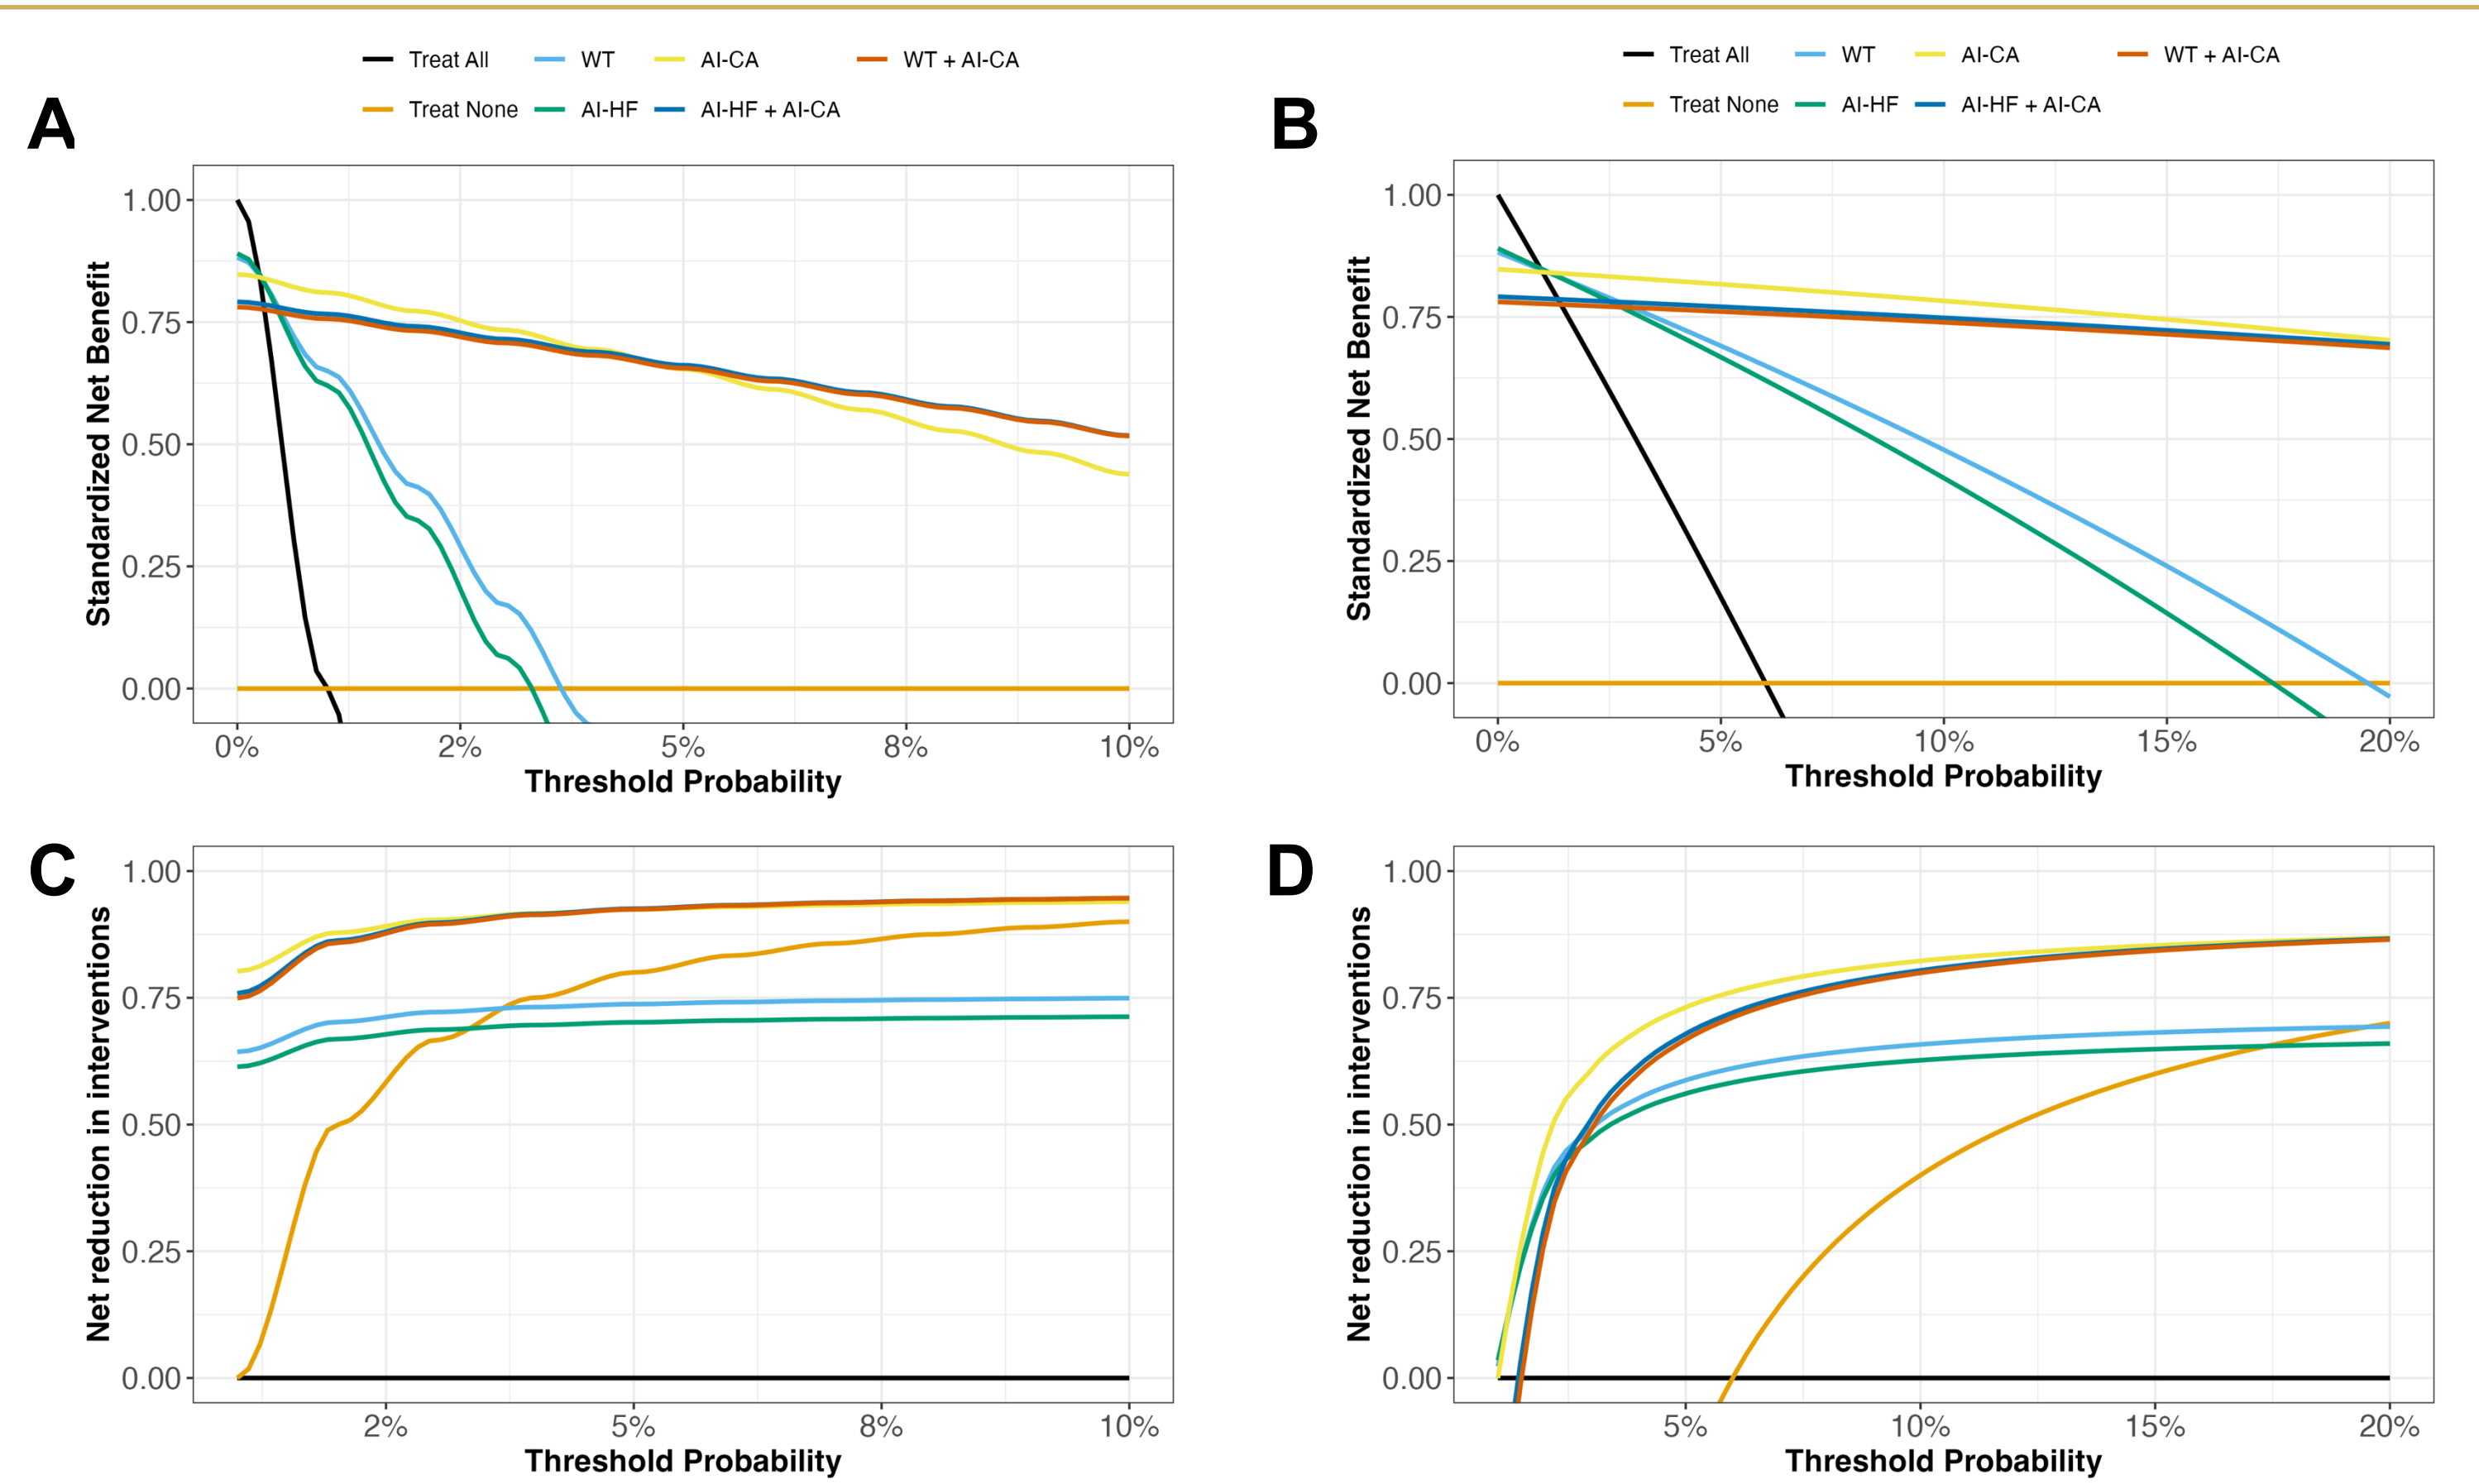 Treat All WT AI-CA WT + AI-CA
Treat None AI-HF AI-HF + AI-CA
A
Standardized Net Benefit
1.00
0.75
0.50
0.25
0.00
0% 2% 5% 8% 10%
Threshold Probability
Treat All WT AI-CA WT + AI-CA
Treat None AI-HF AI-HF + AI-CA
B
Standardized Net Benefit
1.00
0.75
0.50
0.25
0.00
0% 5% 10% 15% 20%
Threshold Probability
C
Net reduction in interventions
1.00
0.75
0.50
0.25
0.00
2% 5% 8% 10%
Threshold Probability
D
Net reduction in interventions
1.00
0.75
0.50
0.25
0.00
5% 10% 15% 20%
Threshold Probability